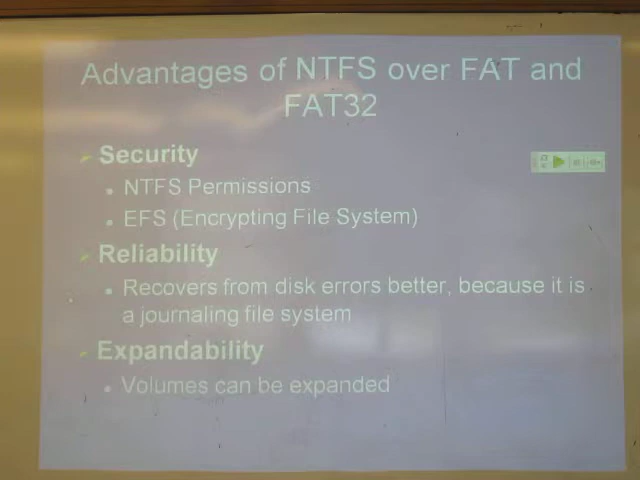 Advantages of NTFS over FAT and
FAT32
Security
NTFS Permissions
EFS (Encrypting File System)
Reliability
Recovers from disk errors better, because it is
a journaling file system
Expandability
Volumes can be expanded